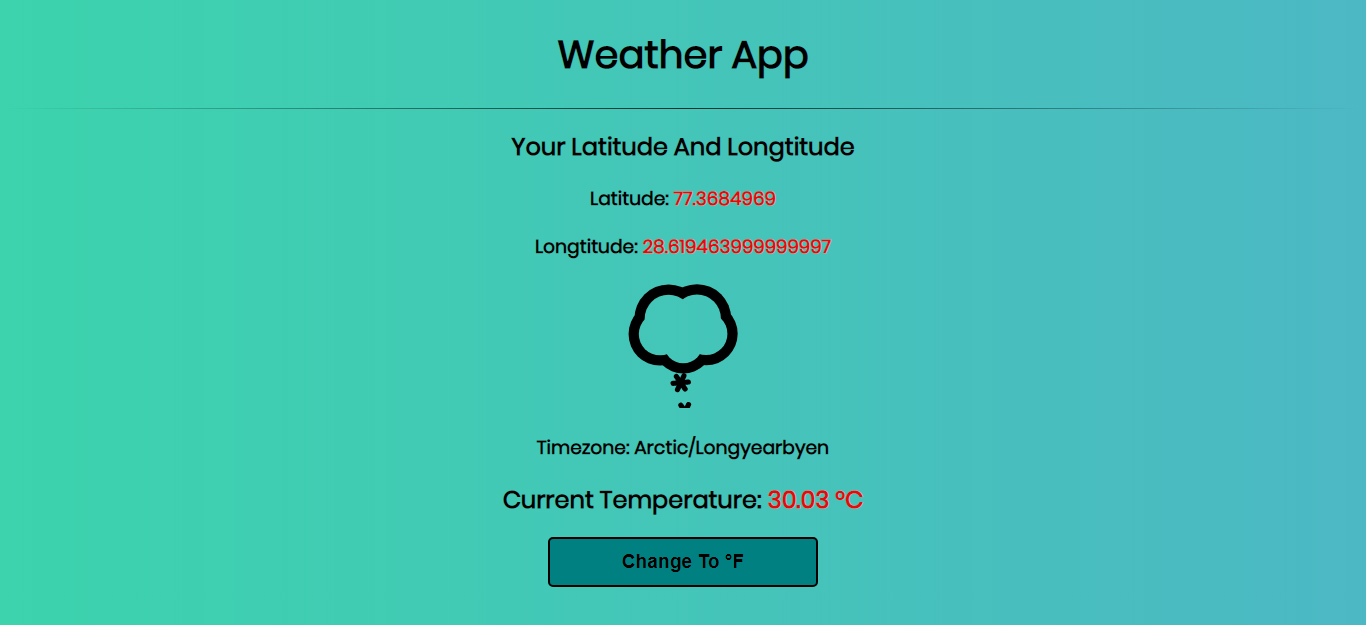 Weather App
Your Latitude And Longtitude
Latitude: 77.3684969
Longtitude: 28.619463999999997
Timezone: Arctic/Longyearbyen
Current Temperature: 30.03 °C
Change To °F